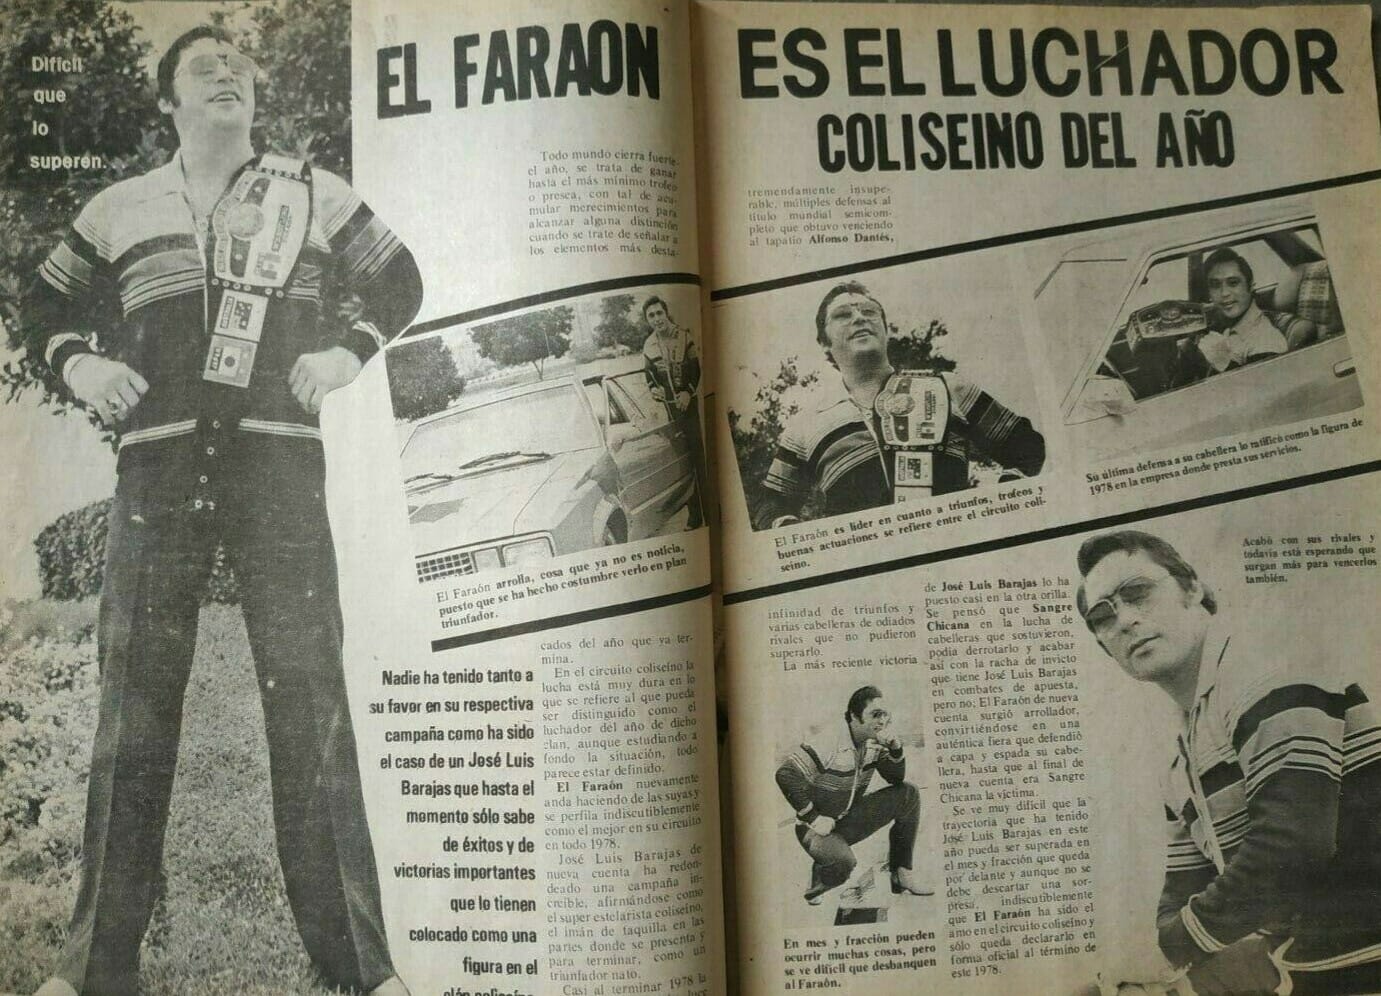 Difícil
que
lo
superen...
EL FARAON
ES EL LUCHADOR
COLISEINO DEL AÑO
Todo mundo cierra fuerte
el año, se trata de ganar
hasta el más mínimo trofeo
o presea, con tal de acu-
mular merecimientos para
alcanzar alguna distinción
cuando se trate de señalar a
los elementos más desta-
El Faraón arrolla, cosa que ya no es noticia,
puesto que se ha hecho costumbre verlo en plan
triunfador.
Nadie ha tenido tanto a
su favor en su respectiva
campaña como ha sido
el caso de un José Luis
Barajas que hasta el
momento sólo sabe
de éxitos y de
victorias importantes
que lo tienen
colocado como una
figura en el
clán coliseíno
cados del año que ya ter-
mina.
En el circuito coliseíno la
lucha está muy dura en lo
que se refiere al que pueda
ser distinguido como el
luchador del año de dicho
clan, aunque estudiando a
fondo la situación, todo
parece estar definido.
El Faraón nuevamente
anda haciendo de las suyas y
se perfila indiscutiblemente
como el mejor en su circuito
en todo 1978.
José Luis Barajas de
nueva cuenta ha redon-
deado una campaña in-
creíble, afirmándose como
el super estelarista coliseíno,
el imán de taquilla en las
partes donde se presenta y
para terminar, como un
triunfador nato.
Casi al terminar 1978 la
tremendamente insupe-
rable, múltiples defensas al
título mundial semicom-
pleto que obtuvo venciendo
al tapatío Alfonso Dantés,
El Faraón es líder en cuanto a triunfos, trofeos y
buenas actuaciones se refiere entre el circuito coli-
seíno.
Su última defensa a su cabellera lo ratificó como la figura de
1978 en la empresa donde presta sus servicios.
infinidad de triunfos y
varias cabelleras de odiados
rivales que no pudieron
superarlo.
La más reciente victoria
En mes y fracción pueden
ocurrir muchas cosas, pero
se ve difícil que desbanquen
al Faraón.
de José Luis Barajas lo ha
puesto casi en la otra orilla.
Se pensó que Sangre
Chicana en la lucha de
cabelleras que sostuvieron,
podía derrotarlo y acabar
así con la racha de invicto
que tiene José Luis Barajas
en combates de apuesta,
pero no; El Faraón de nueva
cuenta surgió arrollador,
convirtiéndose en una
auténtica fiera que defendió
a capa y espada su cabe-
llera, hasta que al final de
nueva cuenta era Sangre
Chicana la víctima.
Se ve muy difícil que la
trayectoria que ha tenido
José Luis Barajas en este
año pueda ser superada en
el mes y fracción que queda
por delante y aunque no se
debe descartar una sor-
presa, indiscutiblemente
que El Faraón ha sido el
amo en el circuito coliseíno y
sólo queda declararlo en
forma oficial al término de
este 1978.
Acabó con sus rivales y
todavía está esperando que
surgan más para vencerlos
también.